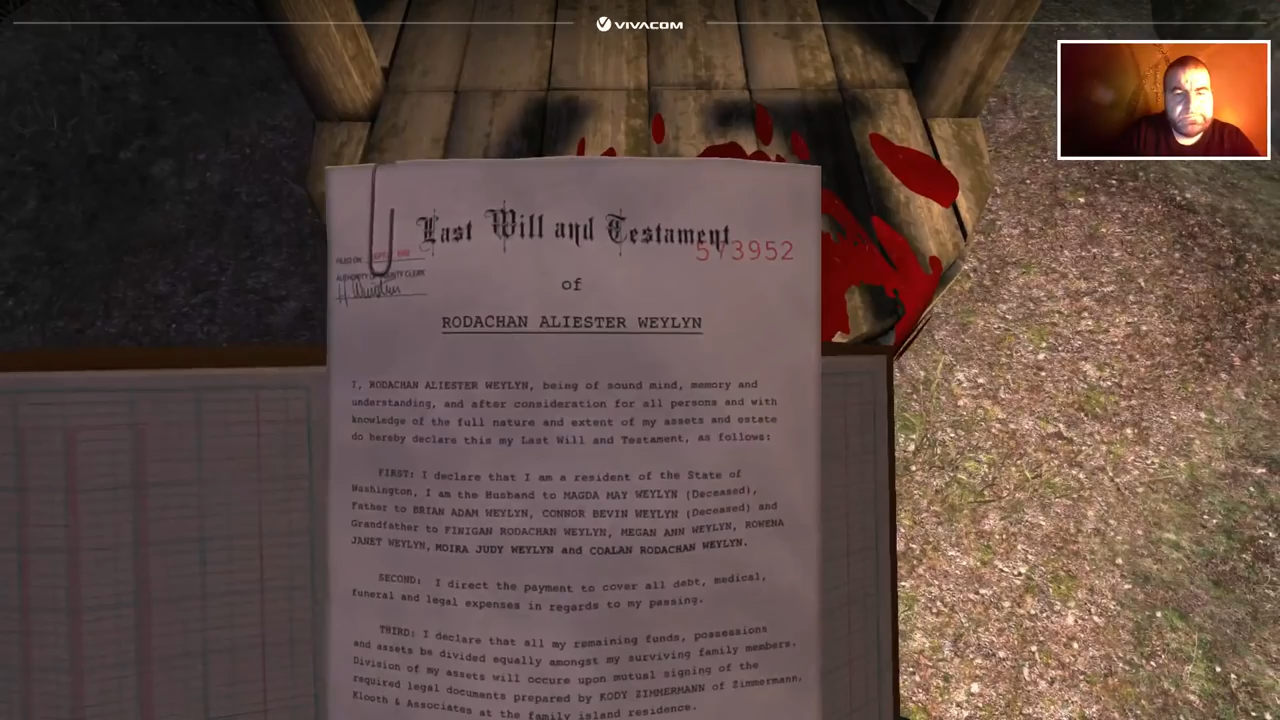 VIVACOM
Last Will and Testament
573952
FILED ON
AUTHORITY OF COUNTY CLERK
of
RODACHAN ALIESTER WEYLYN
I, RODACHAN ALIESTER WEYLYN, being of sound mind, memory and
understanding, and after consideration for all persons and with
knowledge of the full nature and extent of my assets and estate
do hereby declare this my Last Will and Testament, as follows:
FIRST: I declare that I am a resident of the State of
Washington, I am the Husband to MAGDA MAY WEYLYN (Deceased),
Father to BRIAN ADAM WEYLYN, CONNOR BEVIN WEYLYN (Deceased) and
Grandfather to FINIGAN RODACHAN WEYLYN, MEGAN ANN WEYLYN, ROWENA
JANET WEYLYN, MOIRA JUDY WEYLYN and COALAN RODACHAN WEYLYN.
SECOND: I direct the payment to cover all debt, medical,
funeral and legal expenses in regards to my passing.
THIRD: I declare that all my remaining funds, possessions
and assets be divided equally amongst my surviving family members.
Division of my assets will occure upon mutual signing of the
required legal documents prepared by KODY ZIMMERMANN of Zimmermann,
Klooth & Associates at the family island residence.